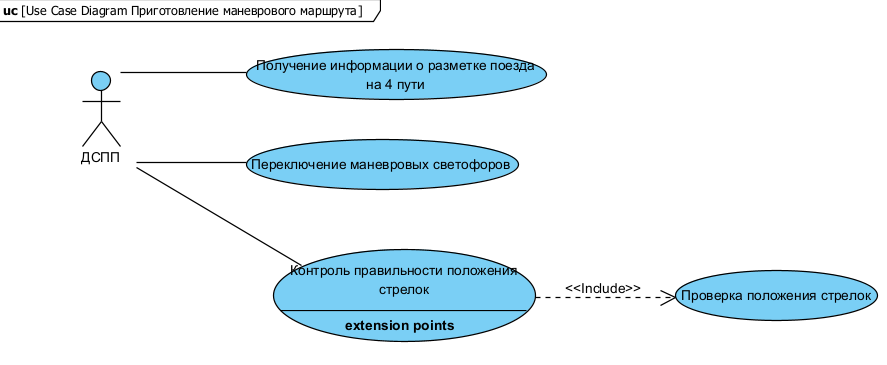 uc [Use Case Diagram Приготовление маневрового маршрута]
Получение информации о разметке поезда
на 4 пути
ДСПП
Переключение маневровых светофоров
Контроль правильности положения
стрелок
extension points
<<Include>>
Проверка положения стрелок